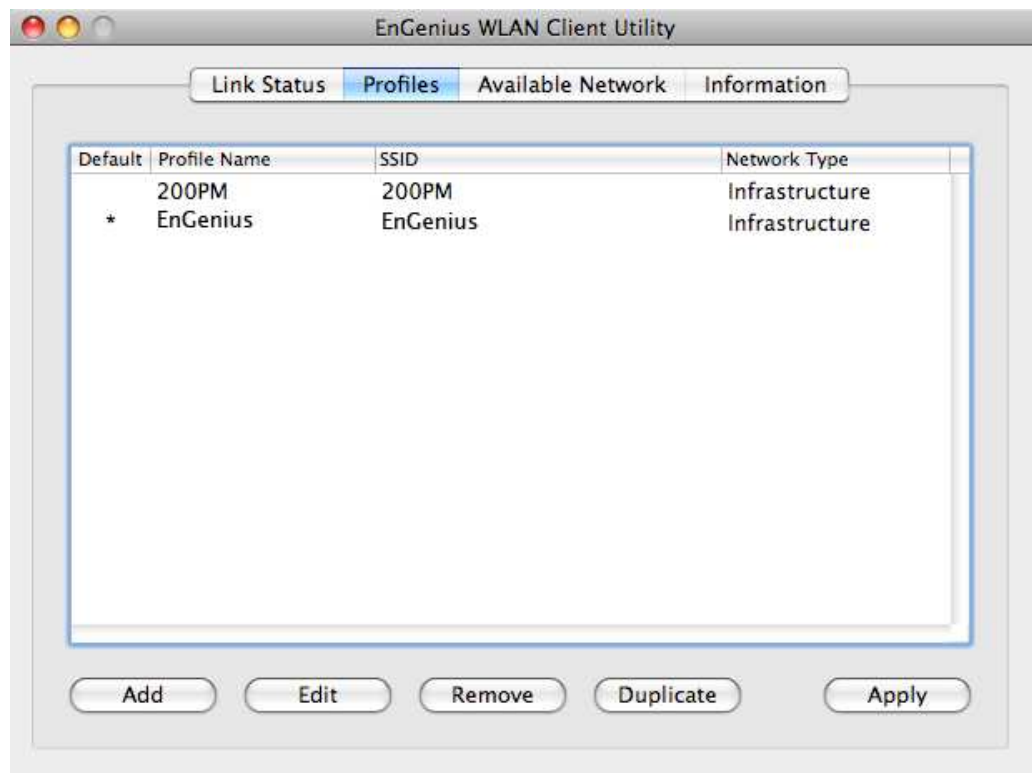 EnGenius WLAN Client Utility
Link Status Profiles Available Network Information
Default Profile Name SSID Network Type
200PM 200PM Infrastructure
* EnGenius EnGenius Infrastructure
Add Edit Remove Duplicate Apply